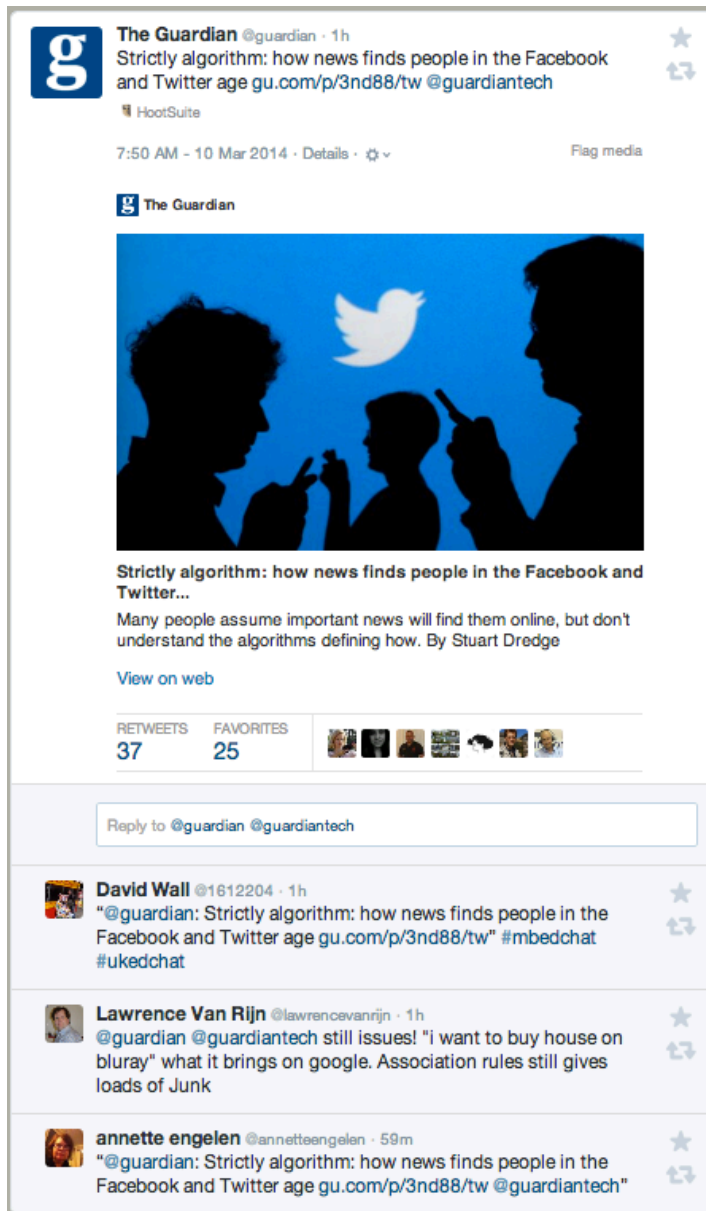 g
The Guardian @guardian · 1h
Strictly algorithm: how news finds people in the Facebook
and Twitter age gu.com/p/3nd88/tw @guardiantech
HootSuite
7:50 AM - 10 Mar 2014 · Details ·
Flag media
g The Guardian
Strictly algorithm: how news finds people in the Facebook and
Twitter...
Many people assume important news will find them online, but don't
understand the algorithms defining how. By Stuart Dredge
View on web
RETWEETS FAVORITES
37 25
Reply to @guardian @guardiantech
David Wall @1612204 · 1h
"@guardian: Strictly algorithm: how news finds people in the
Facebook and Twitter age gu.com/p/3nd88/tw" #mbedchat
#ukedchat
Lawrence Van Rijn @lawrencevanrijn · 1h
@guardian @guardiantech still issues! "i want to buy house on
bluray" what it brings on google. Association rules still gives
loads of Junk
annette engelen @annetteengelen · 59m
"@guardian: Strictly algorithm: how news finds people in the
Facebook and Twitter age gu.com/p/3nd88/tw @guardiantech"